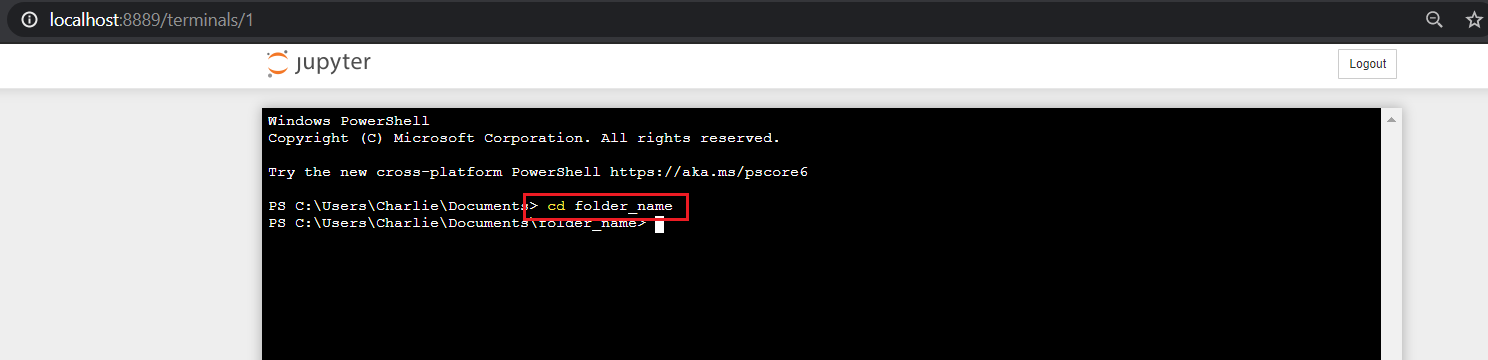 localhost:8889/terminals/1
jupyter
Logout
Windows PowerShell
Copyright (C) Microsoft Corporation. All rights reserved.
Try the new cross-platform PowerShell https://aka.ms/pscore6
PS C:\Users\Charlie\Documents> cd folder_name
PS C:\Users\Charlie\Documents\folder_name>